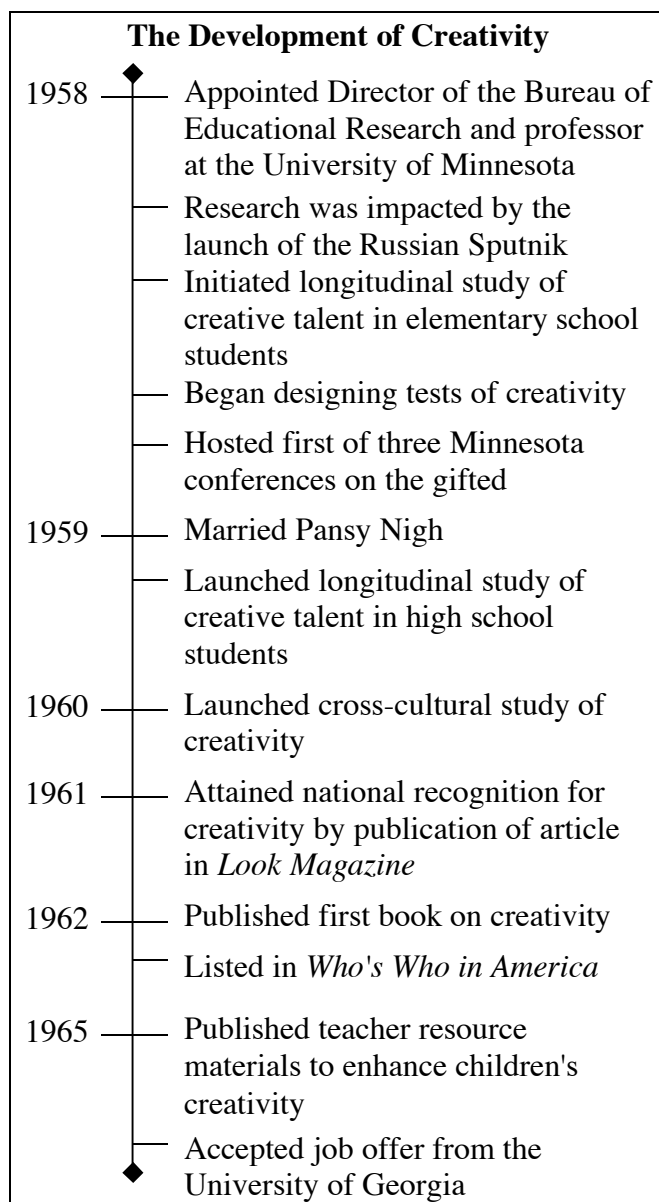 The Development of Creativity
1958 Appointed Director of the Bureau of
Educational Research and professor
at the University of Minnesota
Research was impacted by the
launch of the Russian Sputnik
Initiated longitudinal study of
creative talent in elementary school
students
Began designing tests of creativity
Hosted first of three Minnesota
conferences on the gifted
1959 Married Pansy Nigh
Launched longitudinal study of
creative talent in high school
students
1960 Launched cross-cultural study of
creativity
1961 Attained national recognition for
creativity by publication of article
in Look Magazine
1962 Published first book on creativity
Listed in Who's Who in America
1965 Published teacher resource
materials to enhance children's
creativity
Accepted job offer from the
University of Georgia